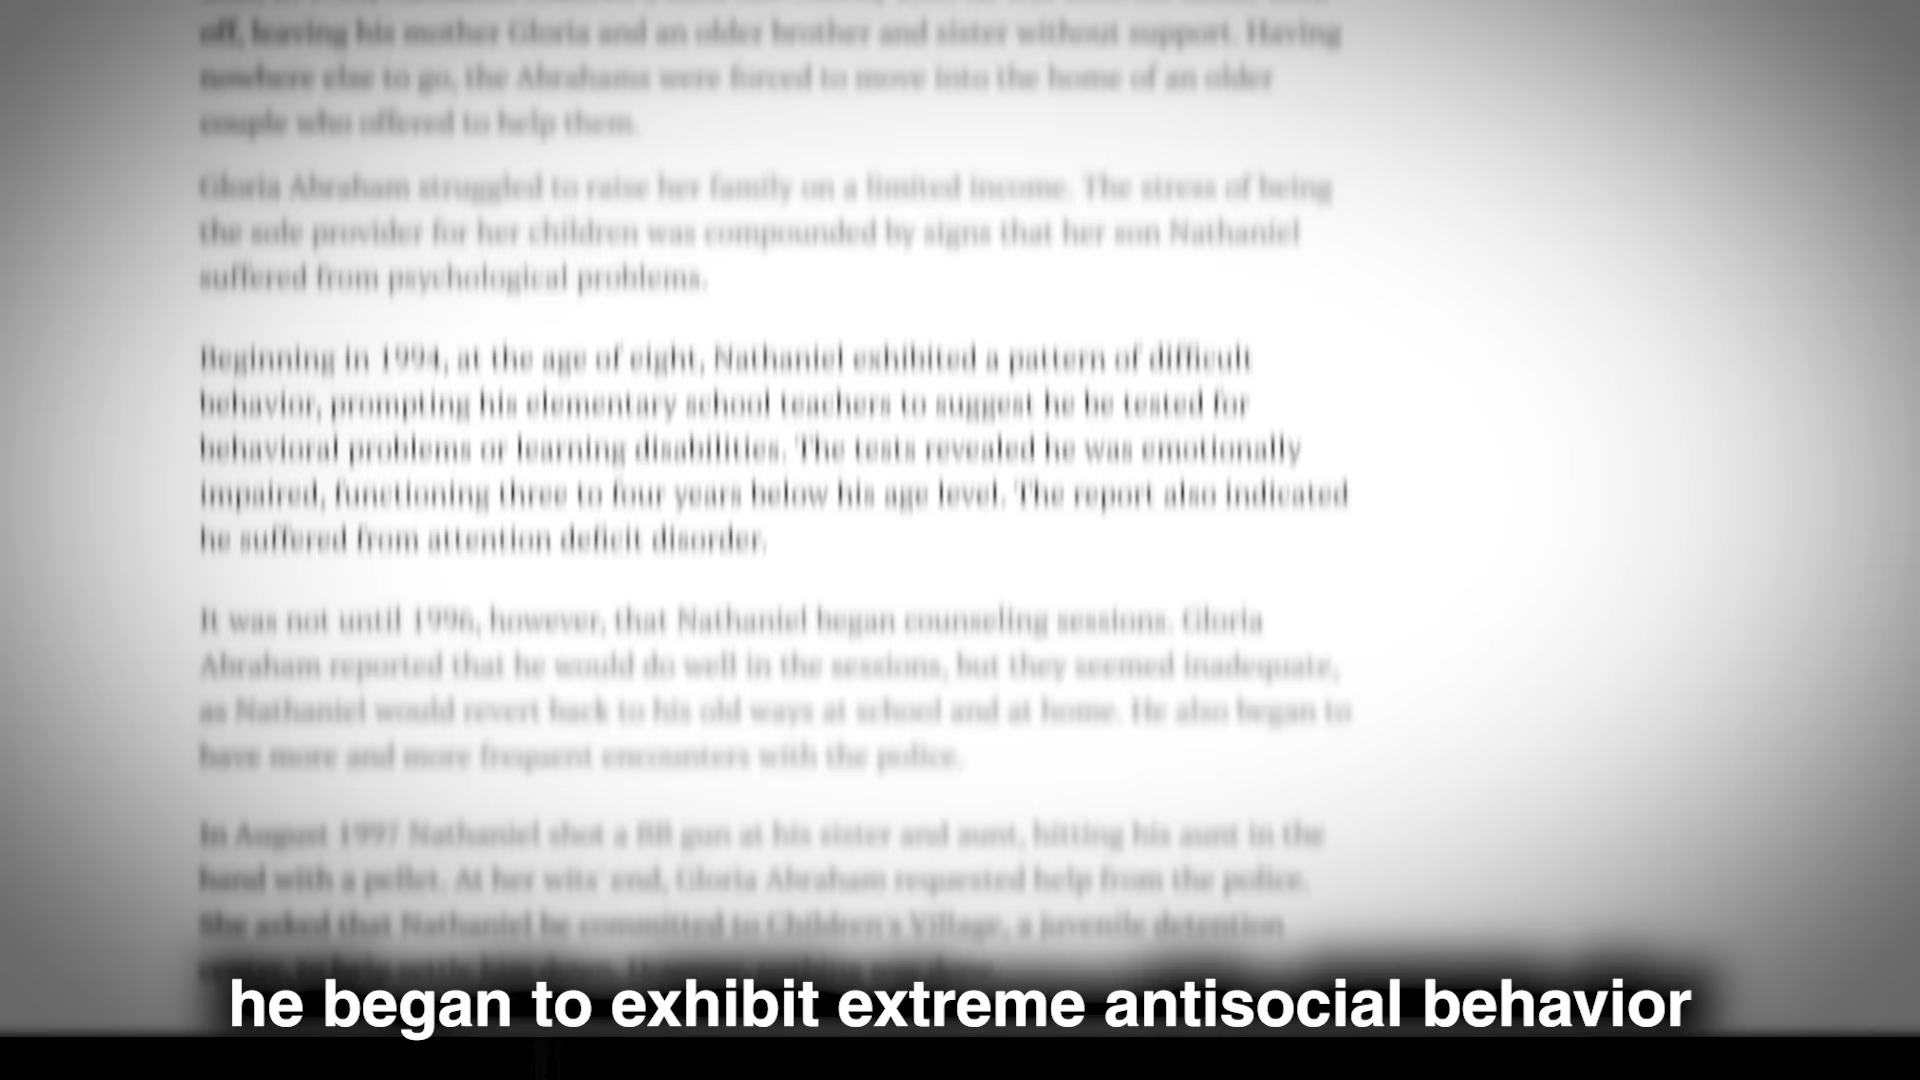 off, leaving his mother Gloria and an older brother and sister without support. Having
nowhere else to go, the Abrahams were forced to move into the home of an older
couple who offered to help them.
Gloria Abraham struggled to raise her family on a limited income. The stress of being
the sole provider for her children was compounded by signs that her son Nathaniel
suffered from psychological problems.
Beginning in 1994, at the age of eight, Nathaniel exhibited a pattern of difficult
behavior, prompting his elementary school teachers to suggest he be tested for
behavioral problems or learning disabilities. The tests revealed he was emotionally
impaired, functioning three to four years below his age level. The report also indicated
he suffered from attention deficit disorder.
It was not until 1996, however, that Nathaniel began counseling sessions. Gloria
Abraham reported that he would do well in the sessions, but they seemed inadequate,
as Nathaniel would revert back to his old ways at school and at home. He also began to
have more and more frequent encounters with the police.
In August 1997 Nathaniel shot a BB gun at his sister and aunt, hitting his aunt in the
hand with a pellet. At her wits' end, Gloria Abraham requested help from the police.
She asked that Nathaniel be committed to Children's Village, a juvenile detention
he began to exhibit extreme antisocial behavior